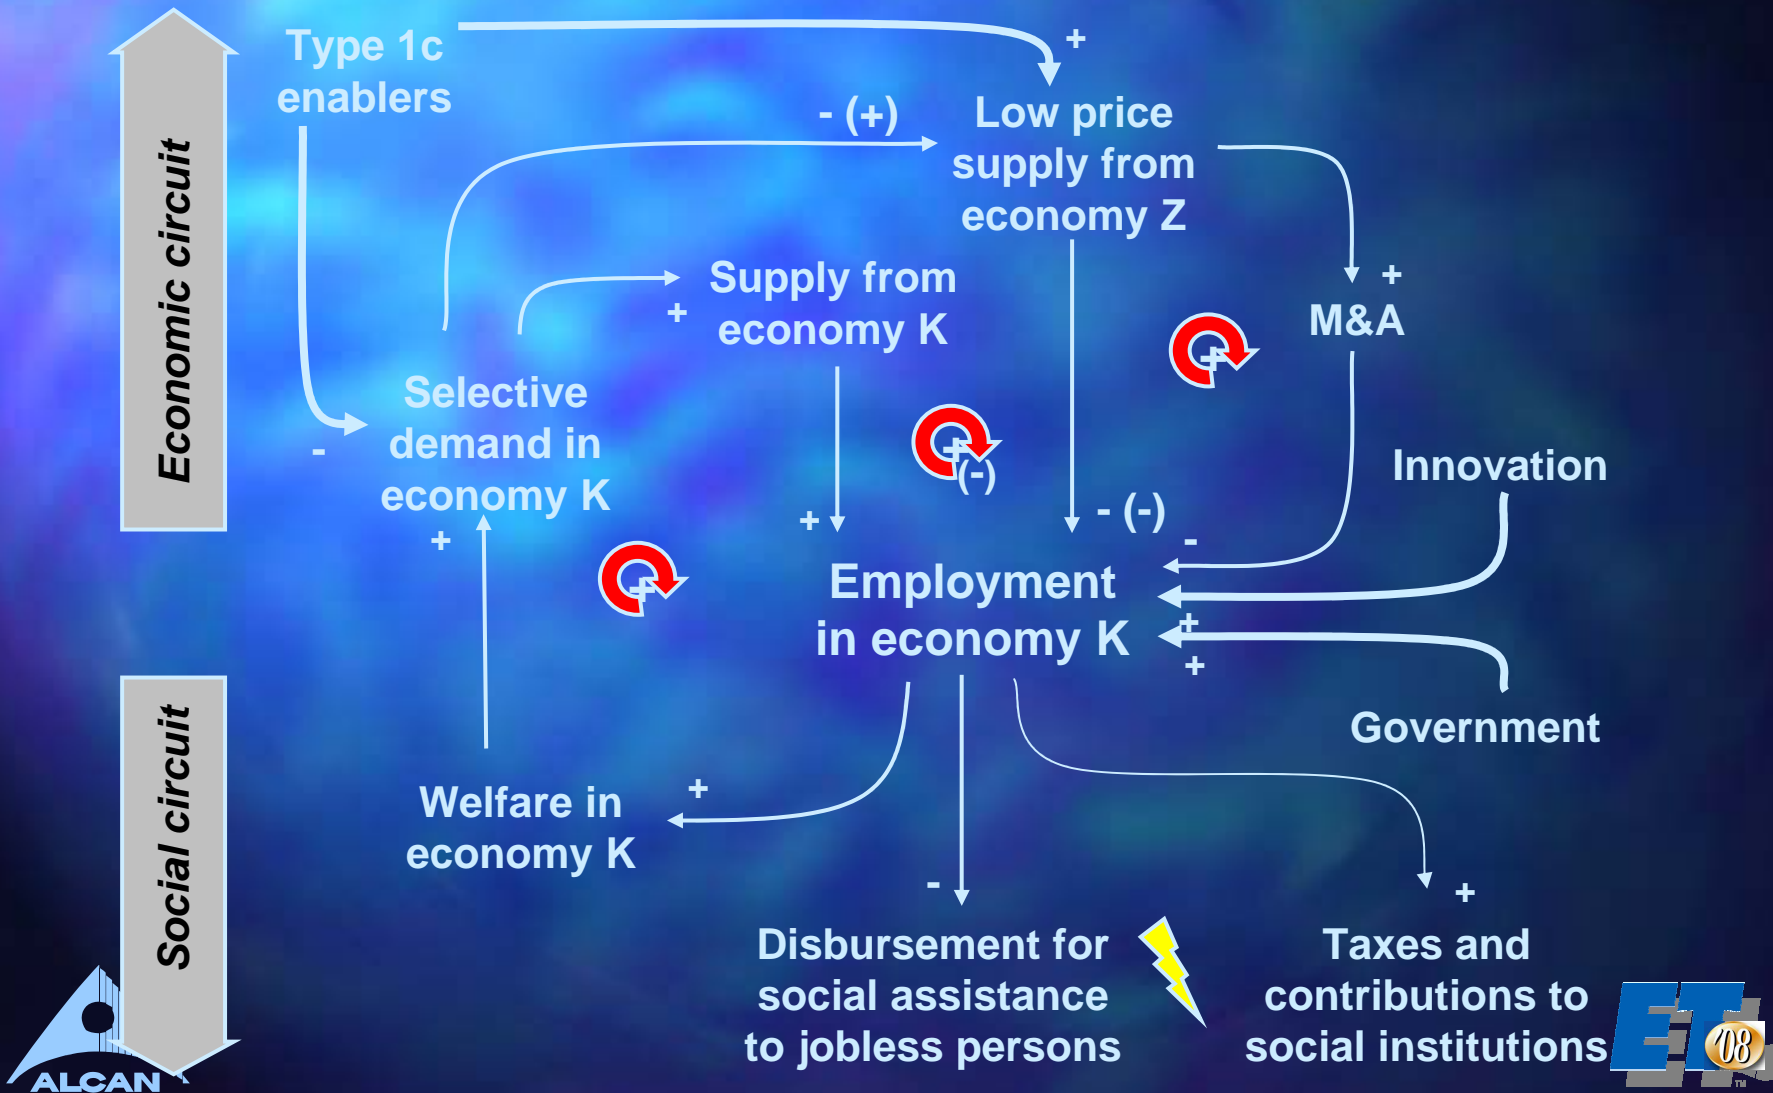 Type 1c
enablers
+
- (+)
Low price
supply from
economy Z
Economic circuit
Supply from
economy K
+
+
M&A
+
Selective
demand in
economy K
-
+
(-)
Innovation
+
+
- (-)
-
+
Employment
in economy K
+
+
Government
Social circuit
Welfare in
economy K
+
-
+
Disbursement for
social assistance
to jobless persons
Taxes and
contributions to
social institutions
ALCAN
ET '08
TM